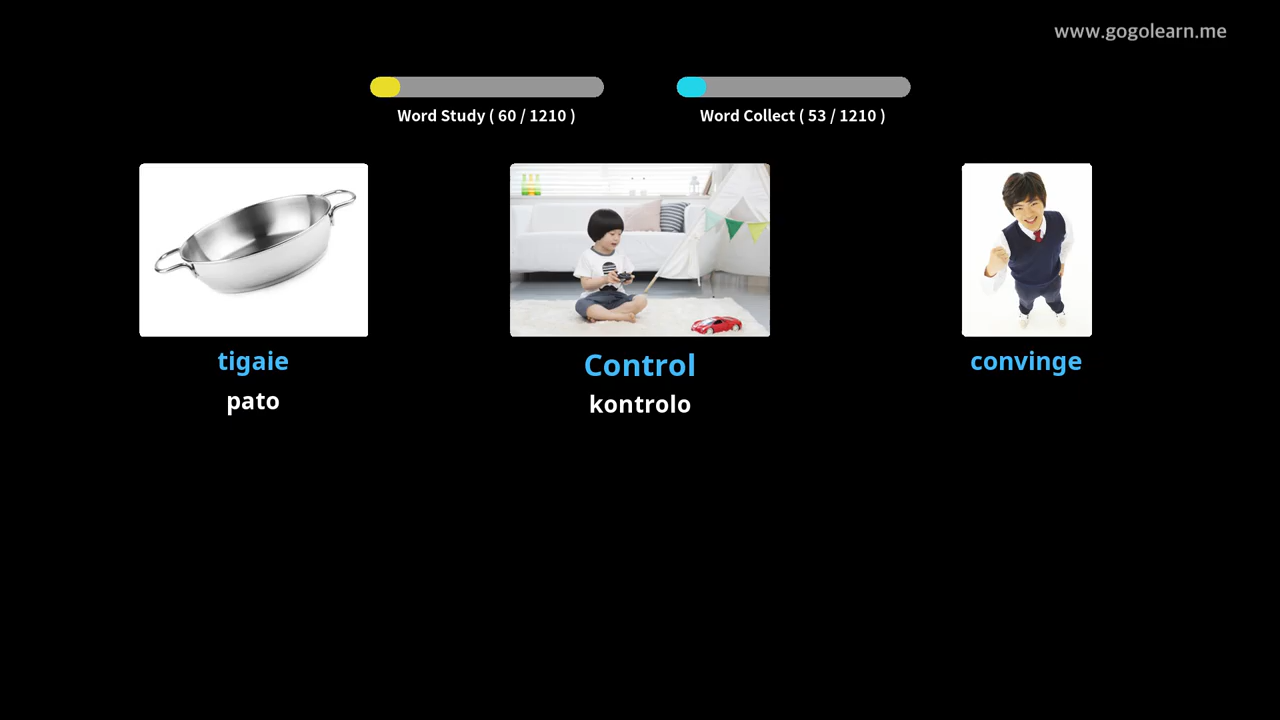 www.gogolearn.me
Word Study ( 60 / 1210 )
Word Collect ( 53 / 1210 )
tigaie
pato
Control
kontrolo
convinge